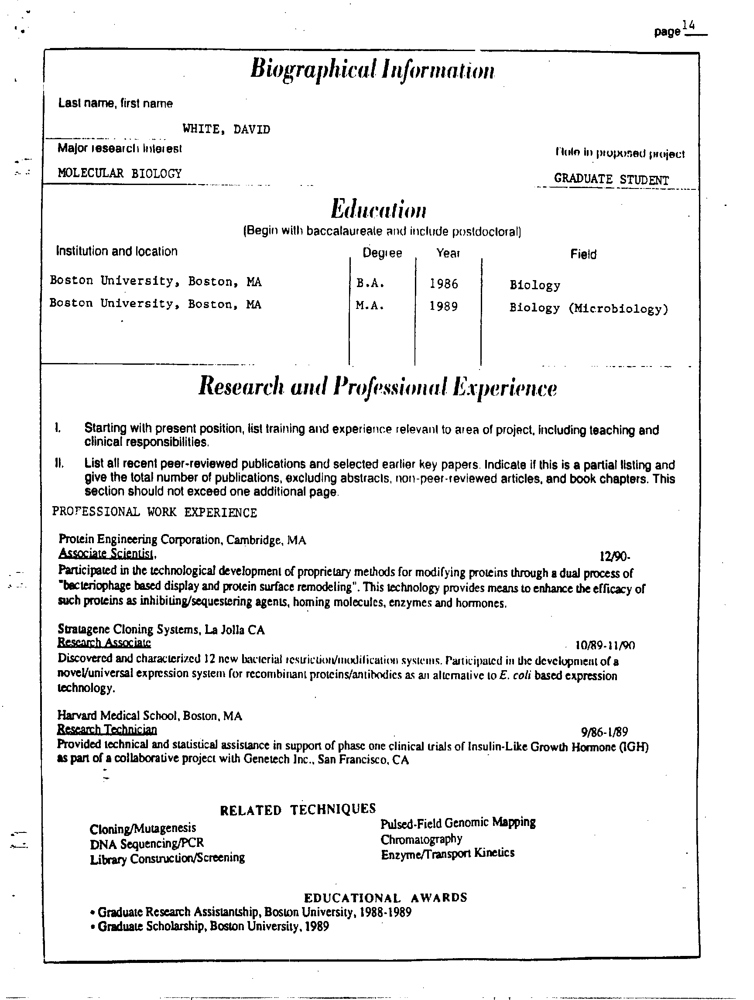 page 14
Biographical Information
Last name, first name
WHITE, DAVID
Major research interest
Role in proposed project
MOLECULAR BIOLOGY
GRADUATE STUDENT
Education
(Begin with baccalaureate and include postdoctoral)
Institution and location Degree Year Field
Boston University, Boston, MA B.A. 1986 Biology
Boston University, Boston, MA M.A. 1989 Biology (Microbiology)
Research and Professional Experience
I. Starting with present position, list training and experience relevant to area of project, including teaching and
clinical responsibilities.
II. List all recent peer-reviewed publications and selected earlier key papers. Indicate if this is a partial listing and
give the total number of publications, excluding abstracts, non-peer-reviewed articles, and book chapters. This
section should not exceed one additional page.
PROFESSIONAL WORK EXPERIENCE
Protein Engineering Corporation, Cambridge, MA
Associate Scientist, 12/90-
Participated in the technological development of proprietary methods for modifying proteins through a dual process of
"bacteriophage based display and protein surface remodeling". This technology provides means to enhance the efficacy of
such proteins as inhibiting/sequestering agents, homing molecules, enzymes and hormones.
Stratagene Cloning Systems, La Jolla CA
Research Associate 10/89-11/90
Discovered and characterized 12 new bacterial restriction/modification systems. Participated in the development of a
novel/universal expression system for recombinant proteins/antibodies as an alternative to E. coli based expression
technology.
Harvard Medical School, Boston, MA
Research Technician 9/86-1/89
Provided technical and statistical assistance in support of phase one clinical trials of Insulin-Like Growth Hormone (IGH)
as part of a collaborative project with Genetech Inc., San Francisco, CA
RELATED TECHNIQUES
Cloning/Mutagenesis Pulsed-Field Genomic Mapping
DNA Sequencing/PCR Chromatography
Library Construction/Screening Enzyme/Transport Kinetics
EDUCATIONAL AWARDS
• Graduate Research Assistantship, Boston University, 1988-1989
• Graduate Scholarship, Boston University, 1989